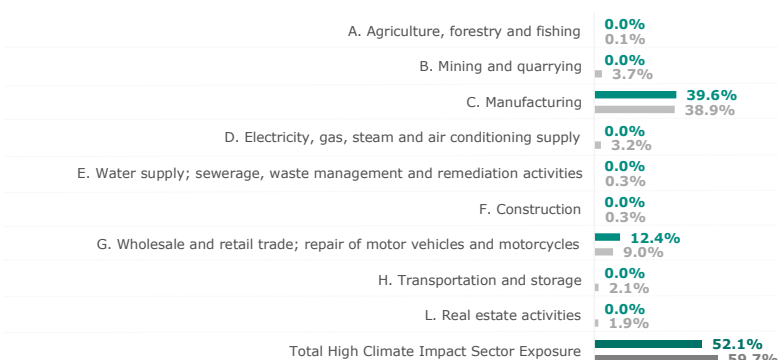 A. Agriculture, forestry and fishing 0.0%
0.1%
B. Mining and quarrying 0.0%
3.7%
C. Manufacturing 39.6%
38.9%
D. Electricity, gas, steam and air conditioning supply 0.0%
3.2%
E. Water supply; sewerage, waste management and remediation activities 0.0%
0.3%
F. Construction 0.0%
0.3%
G. Wholesale and retail trade; repair of motor vehicles and motorcycles 12.4%
9.0%
H. Transportation and storage 0.0%
2.1%
L. Real estate activities 0.0%
1.9%
Total High Climate Impact Sector Exposure 52.1%
59.7%